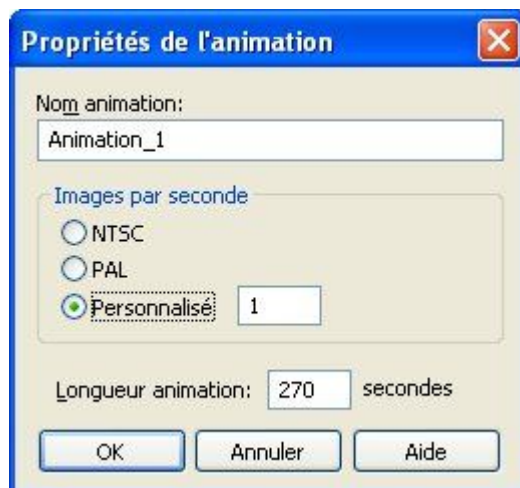 Propriétés de l'animation
Nom animation:
Animation_1
Images par seconde
NTSC
PAL
Personnalisé 1
Longueur animation: 270 secondes
OK Annuler Aide